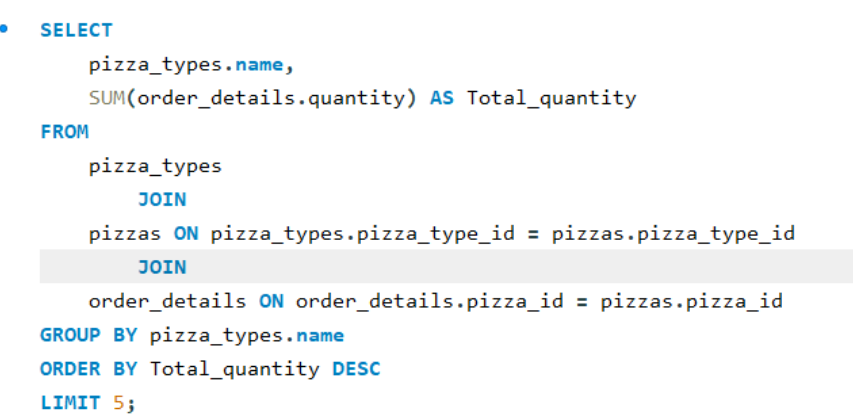 SELECT
pizza_types.name,
SUM(order_details.quantity) AS Total_quantity
FROM
pizza_types
JOIN
pizzas ON pizza_types.pizza_type_id = pizzas.pizza_type_id
JOIN
order_details ON order_details.pizza_id = pizzas.pizza_id
GROUP BY pizza_types.name
ORDER BY Total_quantity DESC
LIMIT 5;